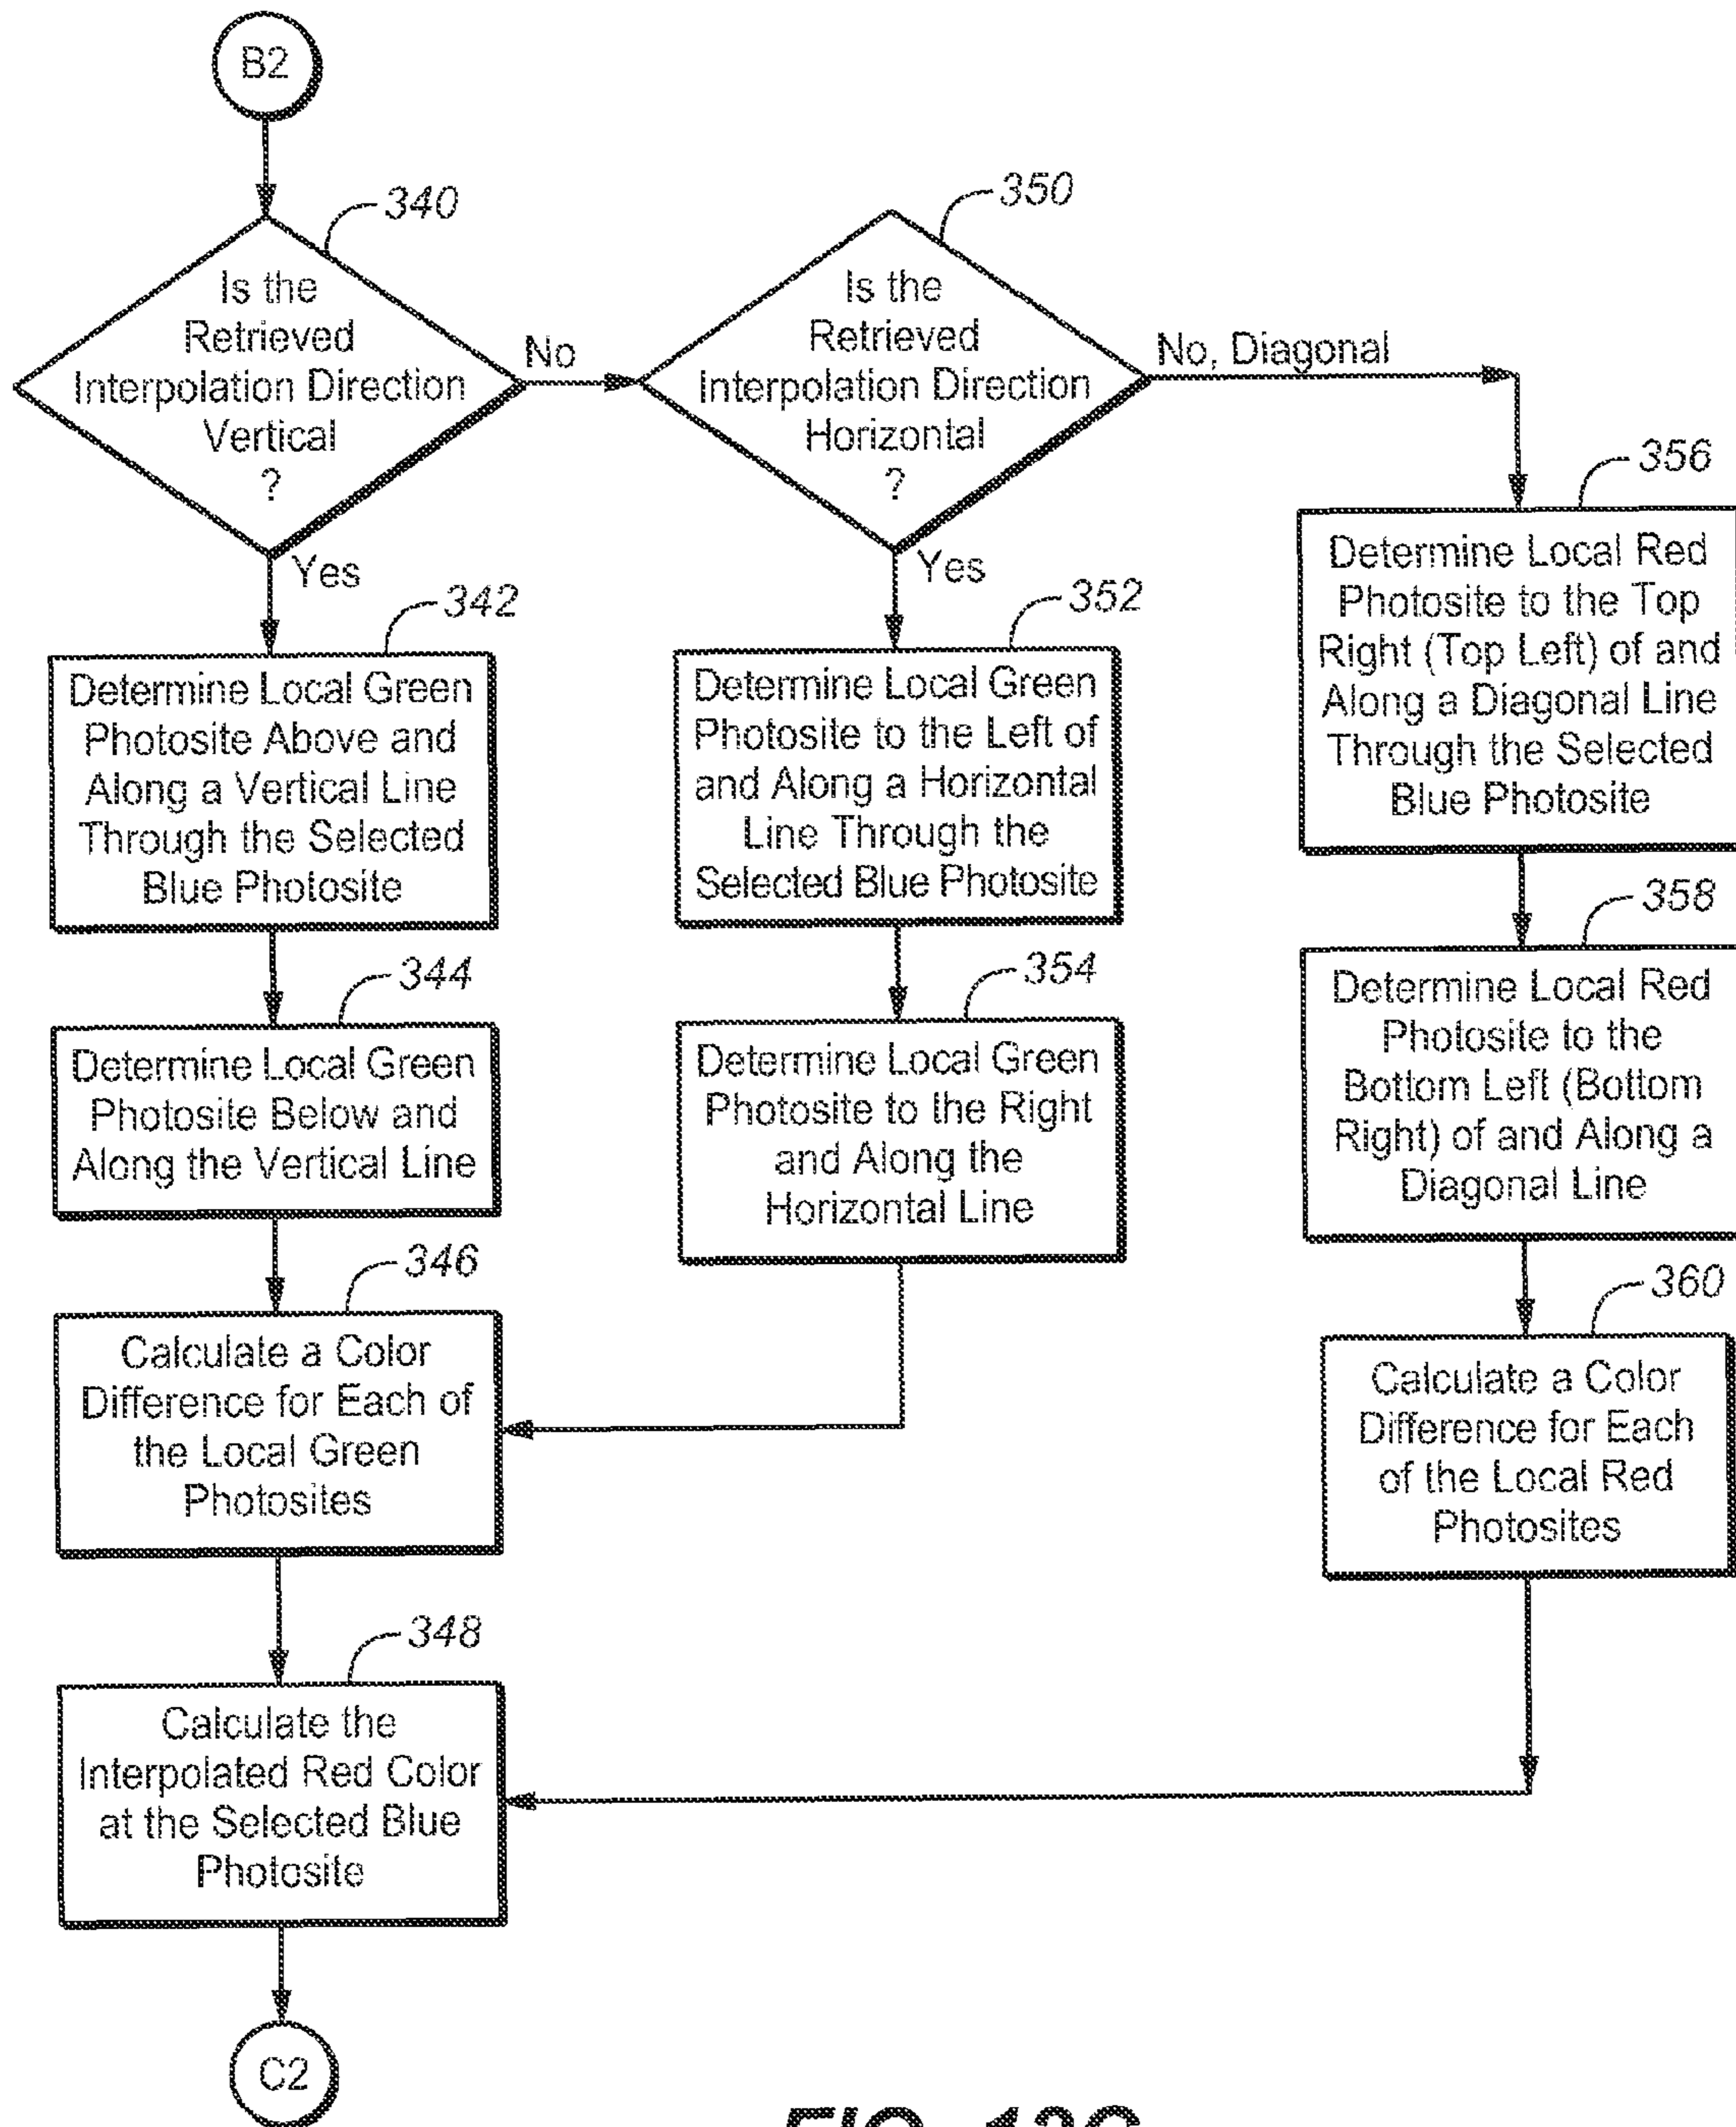 B2
340
Is the
Retrieved
Interpolation Direction
Vertical
?
No
Yes
350
Is the
Retrieved
Interpolation Direction
Horizontal
?
No, Diagonal
Yes
342
Determine Local Green
Photosite Above and
Along a Vertical Line
Through the Selected
Blue Photosite
352
Determine Local Green
Photosite to the Left of
and Along a Horizontal
Line Through the
Selected Blue Photosite
356
Determine Local Red
Photosite to the Top
Right (Top Left) of and
Along a Diagonal Line
Through the Selected
Blue Photosite
344
Determine Local Green
Photosite Below and
Along the Vertical Line
354
Determine Local Green
Photosite to the Right
and Along the
Horizontal Line
358
Determine Local Red
Photosite to the
Bottom Left (Bottom
Right) of and Along a
Diagonal Line
346
Calculate a Color
Difference for Each of
the Local Green
Photosites
360
Calculate a Color
Difference for Each
of the Local Red
Photosites
348
Calculate the
Interpolated Red Color
at the Selected Blue
Photosite
C2
FIG. 13C